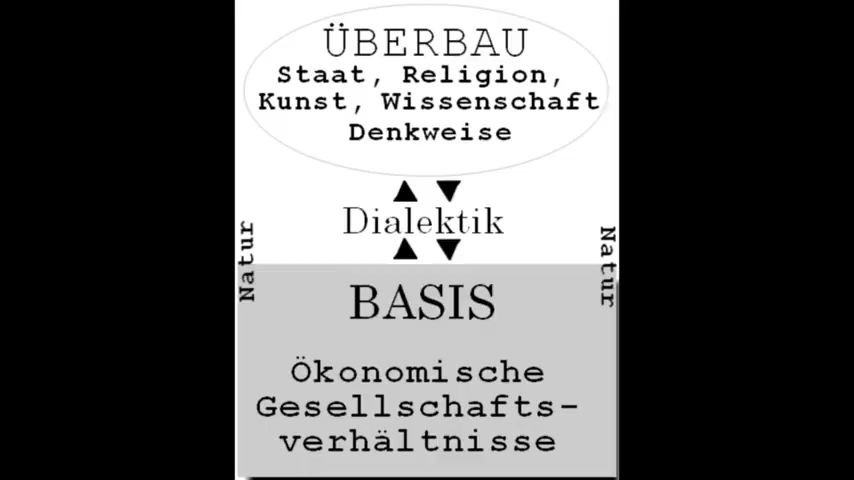 ÜBERBAU
Staat, Religion,
Kunst, Wissenschaft
Denkweise
Dialektik
Natur
Natur
BASIS
Ökonomische
Gesellschafts-
verhältnisse